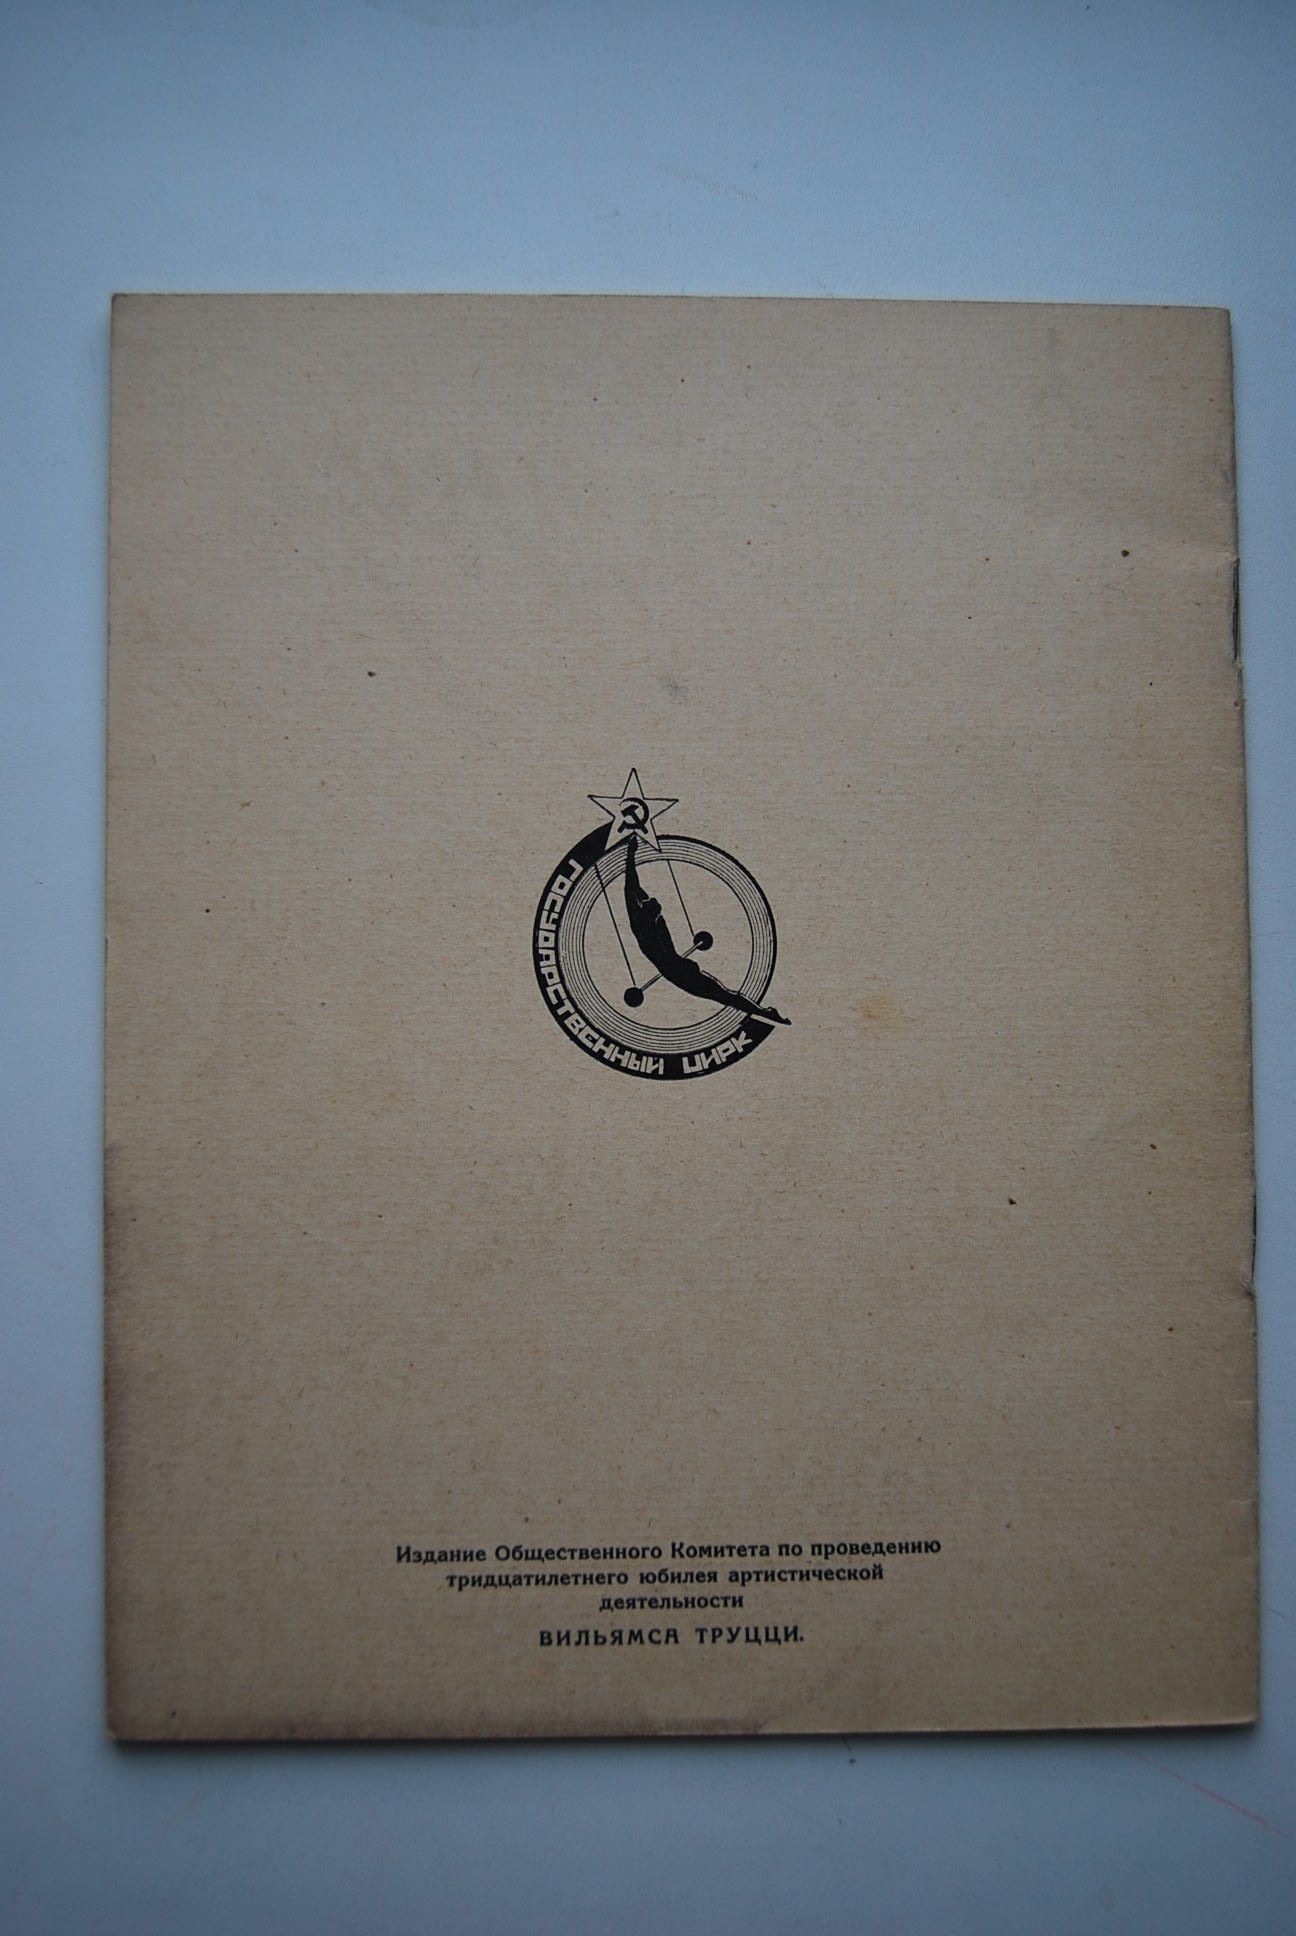 ГОСУДАРСТВЕННЫЙ ЦИРК
Издание Общественного Комитета по проведению
тридцатилетнего юбилея артистической
деятельности
ВИЛЬЯМСА ТРУЦЦИ.